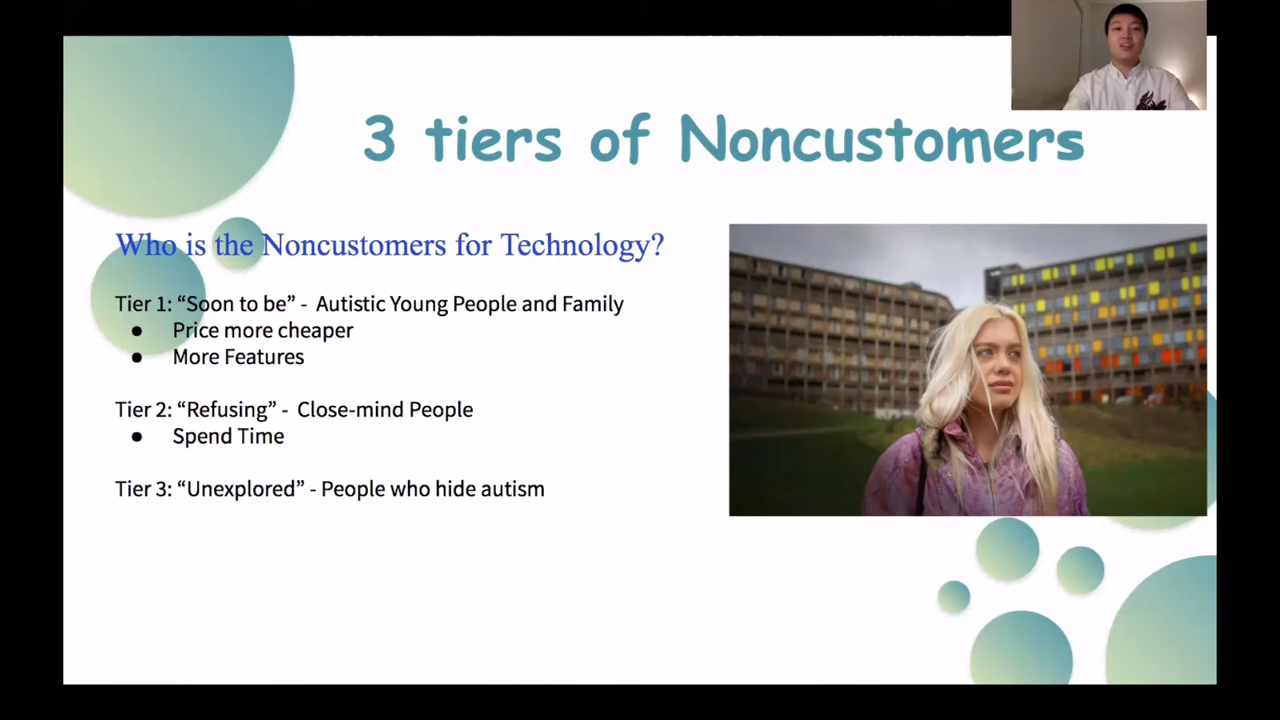 3 tiers of Noncustomers
Who is the Noncustomers for Technology?
Tier 1: “Soon to be” - Autistic Young People and Family
● Price more cheaper
● More Features
Tier 2: “Refusing” - Close-mind People
● Spend Time
Tier 3: “Unexplored” - People who hide autism